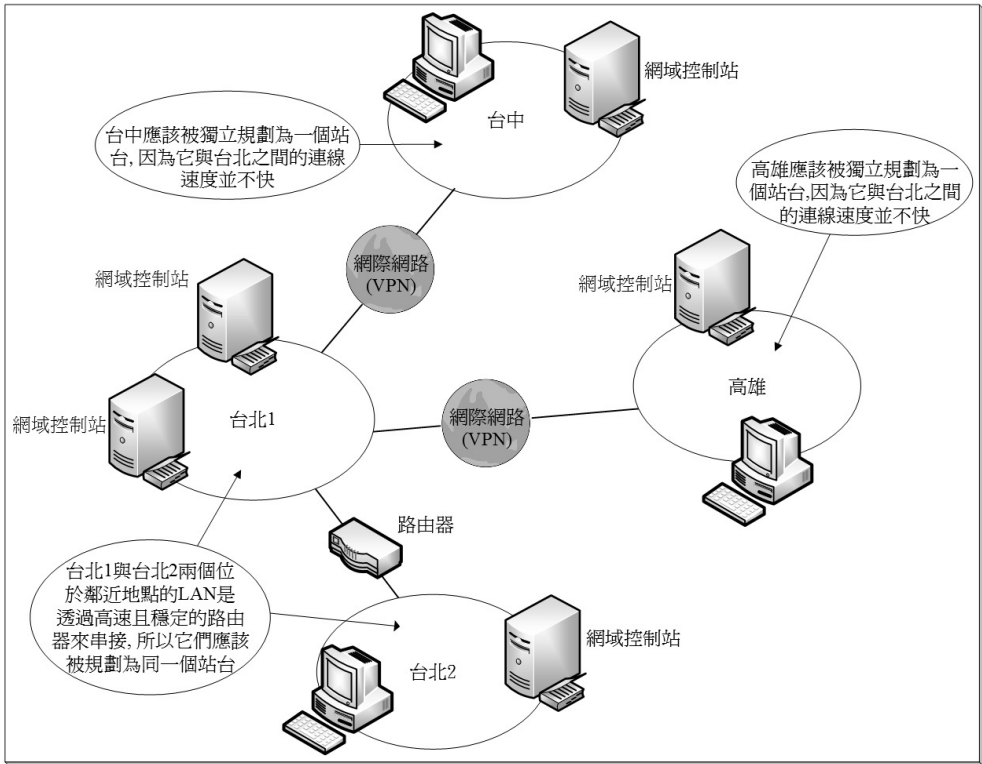 網域控制站
台中
台中應該被獨立規劃為一個站
台, 因為它與台北之間的連線
速度並不快
高雄應該被獨立規劃為一
個站台,因為它與台北之間
的連線速度並不快
網際網路
(VPN)
網域控制站
網域控制站
高雄
網域控制站
台北1
網際網路
(VPN)
路由器
台北1與台北2兩個位
於鄰近地點的LAN是
透過高速且穩定的路由
器來串接, 所以它們應該
被規劃為同一個站台
網域控制站
台北2